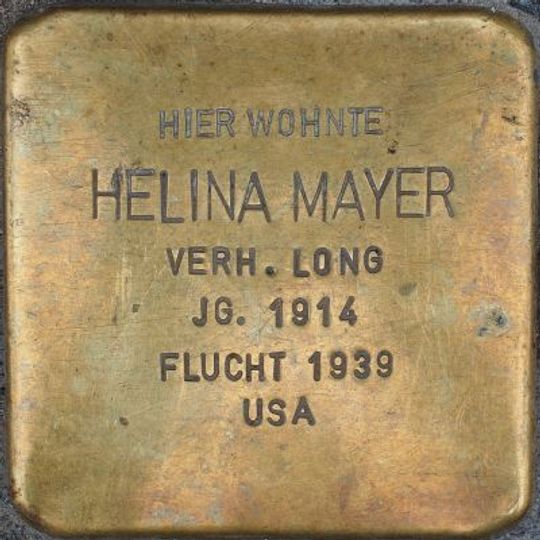 HIER WOHNTE
HELINA MAYER
VERH. LONG
JG. 1914
FLUCHT 1939
USA